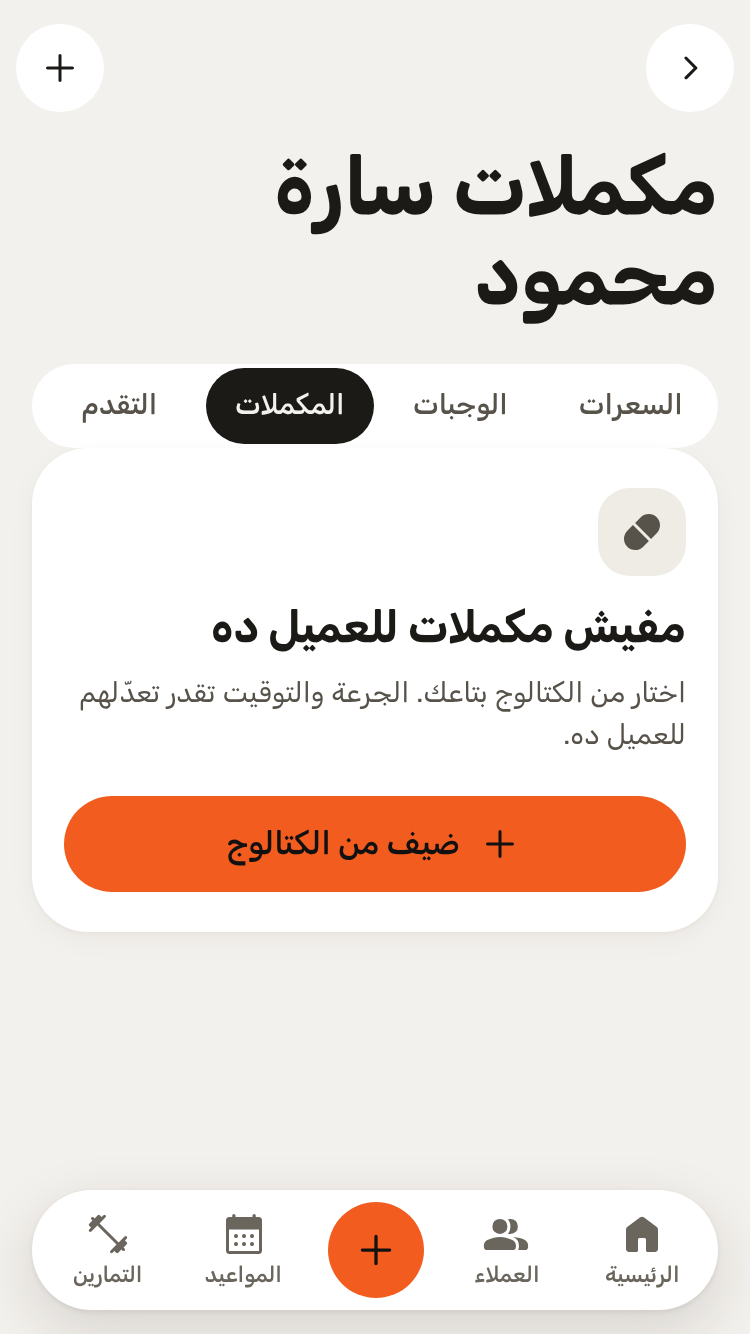 مكملات سارة
محمود
السعرات
الوجبات
المكملات
التقدم
مفيش مكملات للعميل ده
اختار من الكتالوج بتاعك. الجرعة والتوقيت تقدر تعدّلهم
للعميل ده.
ضيف من الكتالوج
الرئيسية
العملاء
المواعيد
التمارين